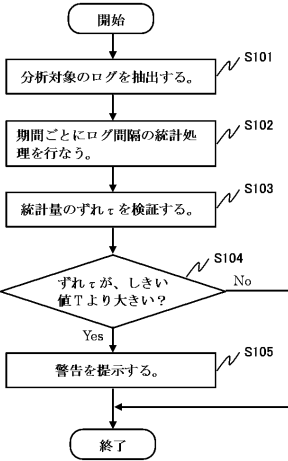 開始
S101
分析対象のログを抽出する。
S102
期間ごとにログ間隔の統計処
理を行なう。
S103
統計量のずれτを検証する。
S104
ずれτが、しきい
値Tより大きい?
No
Yes
S105
警告を提示する。
終了